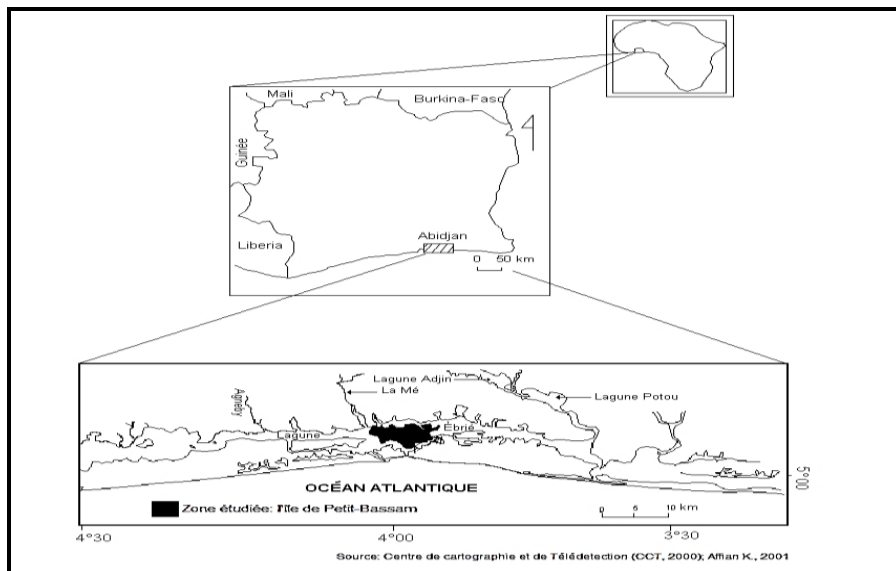 Mali
Burkina-Faso
Guinée
Liberia
Abidjan
0 50 km
Lagune Adjin
La Mé
Lagune Potou
Agnéby
Lagune
Ébrié
OCÉAN ATLANTIQUE
5°00
Zone étudiée: l'île de Petit-Bassam
0 5 10 km
4°30 4°00 3°30
Source: Centre de cartographie et de Télédetection (CCT, 2000); Affian K., 2001